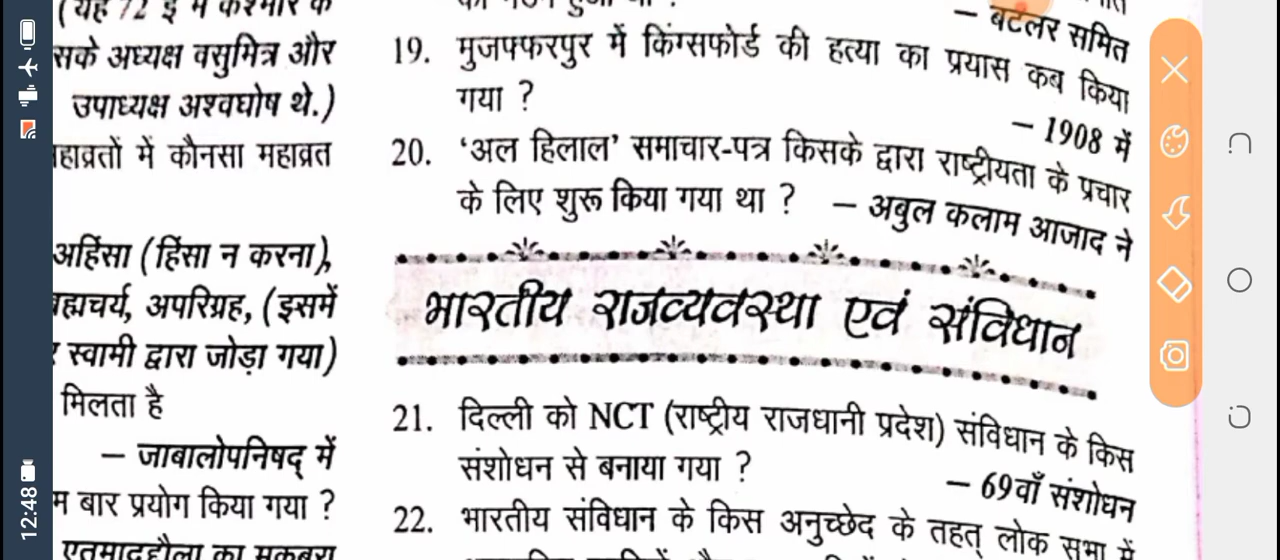 सके अध्यक्ष वसुमित्र और
उपाध्यक्ष अश्वघोष थे.)
हाव्रतों में कौनसा महाव्रत
अहिंसा (हिंसा न करना),
ब्रह्मचर्य, अपरिग्रह, (इसमें
स्वामी द्वारा जोड़ा गया)
मिलता है
– जाबालोपनिषद् में
म बार प्रयोग किया गया ?
– बटलर समित
19. मुजफ्फरपुर में किंग्सफोर्ड की हत्या का प्रयास कब किया
गया ?
– 1908 में
20. ‘अल हिलाल’ समाचार-पत्र किसके द्वारा राष्ट्रीयता के प्रचार
के लिए शुरू किया गया था ? – अबुल कलाम आजाद ने
भारतीय राजव्यवस्था एवं संविधान
21. दिल्ली को NCT (राष्ट्रीय राजधानी प्रदेश) संविधान के किस
संशोधन से बनाया गया ?
– 69वाँ संशोधन
22. भारतीय संविधान के किस अनुच्छेद के तहत् लोक सभा में
12:48